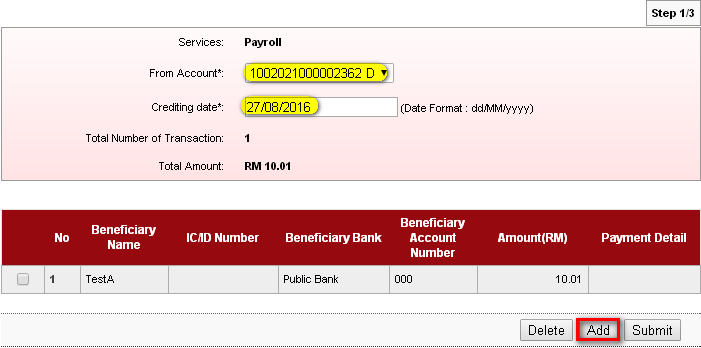 Step 1/3
Services: Payroll
From Account*: 1002021000002362 D
Crediting date*: 27/08/2016 (Date Format : dd/MM/yyyy)
Total Number of Transaction: 1
Total Amount: RM 10.01
No Beneficiary Name IC/ID Number Beneficiary Bank Beneficiary Account Number Amount(RM) Payment Detail
1 TestA Public Bank 000 10.01
Delete Add Submit